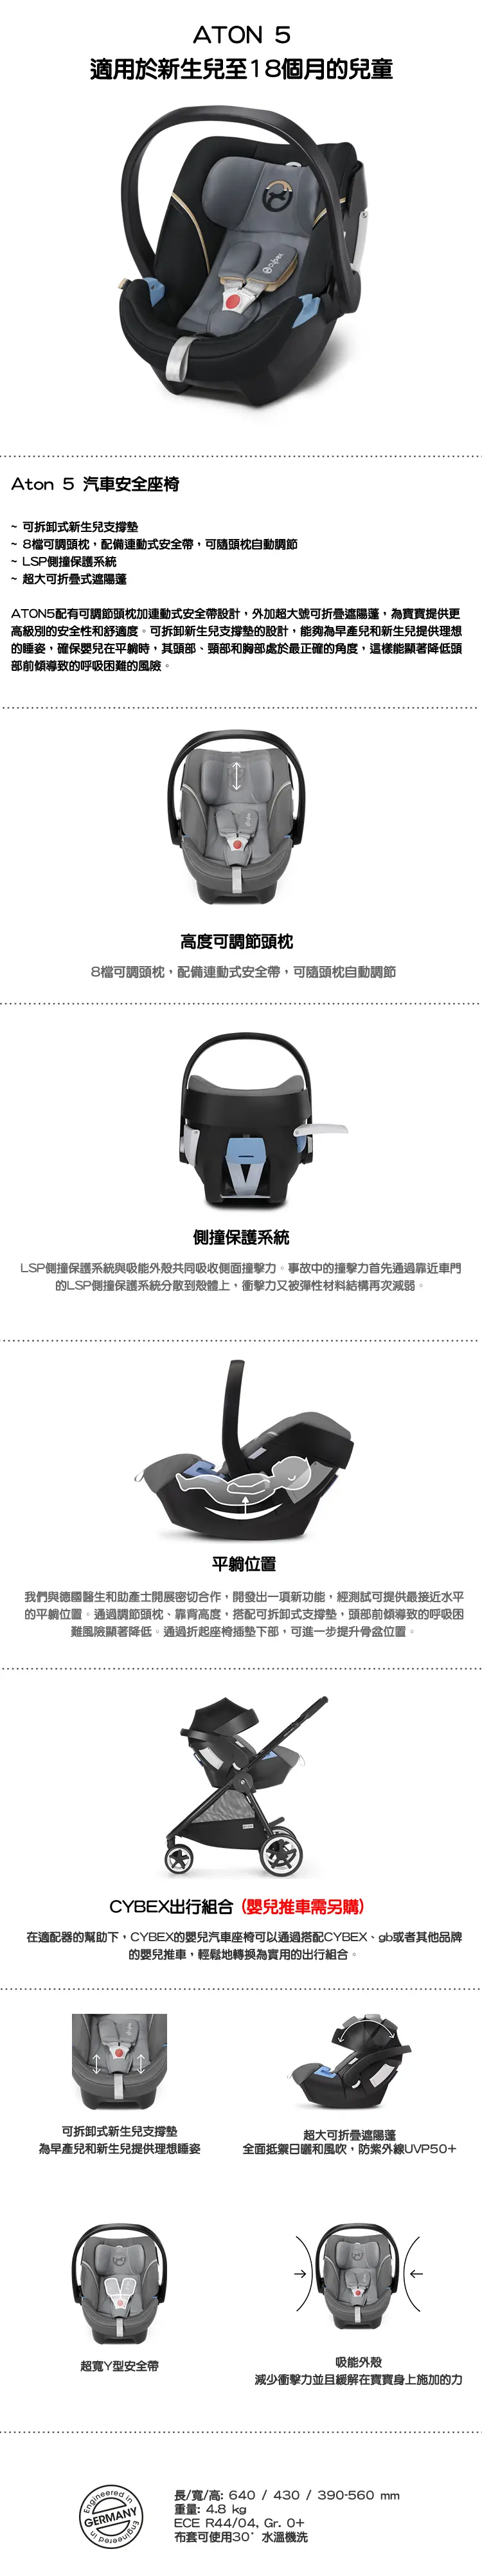 ATON 5
適用於新生兒至18個月的兒童
cybex
Aton 5 汽車安全座椅
~ 可拆卸式新生兒支撐墊
~ 8檔可調頭枕，配備連動式安全帶，可隨頭枕自動調節
~ LSP側撞保護系統
~ 超大可折疊式遮陽蓬
ATON5配有可調節頭枕加連動式安全帶設計，外加超大號可折疊遮陽蓬，為寶寶提供更
高級別的安全性和舒適度。可拆卸新生兒支撐墊的設計，能夠為早產兒和新生兒提供理想
的睡姿，確保嬰兒在平躺時，其頭部、頸部和胸部處於最正確的角度，這樣能顯著降低頭
部前傾導致的呼吸困難的風險。
高度可調節頭枕
8檔可調頭枕，配備連動式安全帶，可隨頭枕自動調節
側撞保護系統
LSP側撞保護系統與吸能外殼共同吸收側面撞擊力。事故中的撞擊力首先通過靠近車門
的LSP側撞保護系統分散到殼體上，衝擊力又被彈性材料結構再次減弱。
平躺位置
我們與德國醫生和助產士開展密切合作，開發出一項新功能，經測試可提供最接近水平
的平躺位置。通過調節頭枕、靠背高度，搭配可拆卸式支撐墊，頭部前傾導致的呼吸困
難風險顯著降低。通過折起座椅插墊下部，可進一步提升骨盆位置。
CYBEX出行組合 (嬰兒推車需另購)
在適配器的幫助下，CYBEX的嬰兒汽車座椅可以通過搭配CYBEX、gb或者其他品牌
的嬰兒推車，輕鬆地轉換為實用的出行組合。
可拆卸式新生兒支撐墊
為早產兒和新生兒提供理想睡姿
超大可折疊遮陽蓬
全面抵禦日曬和風吹，防紫外線UVP50+
超寬Y型安全帶
吸能外殼
減少衝擊力並且緩解在寶寶身上施加的力
Engineered in
GERMANY
Engineered in
長/寬/高: 640 / 430 / 390-560 mm
重量: 4.8 kg
ECE R44/04, Gr. 0+
布套可使用30° 水溫機洗